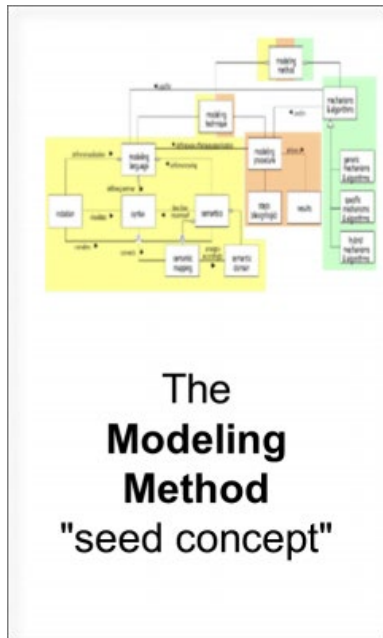 modeling
method
mechanisms
&algorithms
modeling
technique
modeling
language
modeling
procedure
generic
mechanisms
&algorithms
notation
syntax
semantics
steps
results
specific
mechanisms
&algorithms
semantic
mapping
semantic
domain
hybrid
mechanisms
&algorithms
The
Modeling
Method
"seed concept"